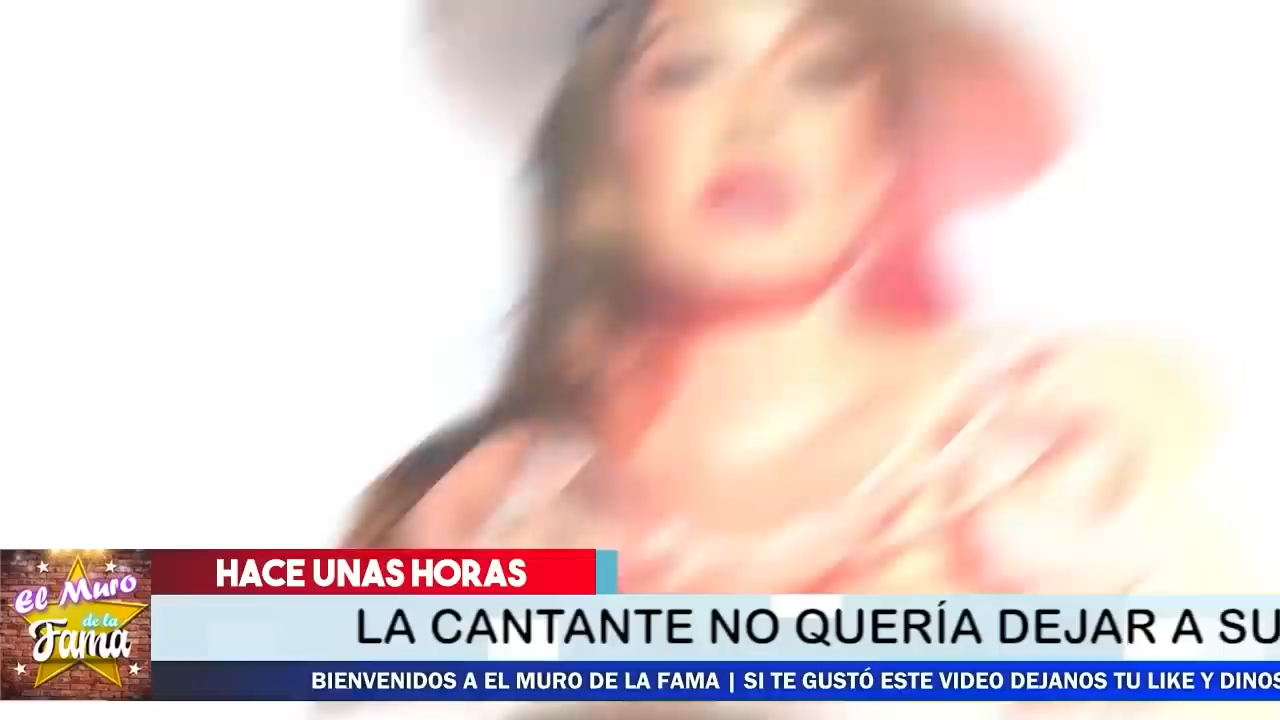 HACE UNAS HORAS
El Muro
de la
Fama
LA CANTANTE NO QUERÍA DEJAR A SU
BIENVENIDOS A EL MURO DE LA FAMA | SI TE GUSTÓ ESTE VIDEO DEJANOS TU LIKE Y DINOS